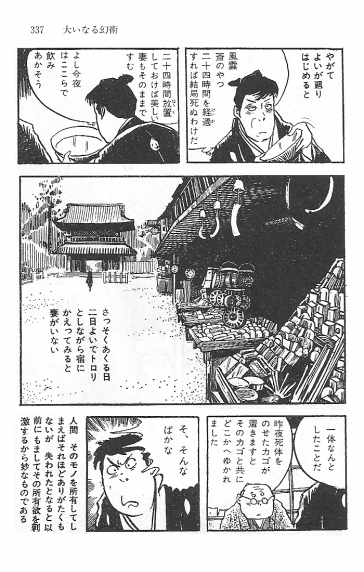 337 大いなる幻術
やがて
よいが廻り
はじめると
風雲
斎のやつ
二十四時間を経過
すれば結局死ぬわけだ
二十四時間放置
しておけば美しい
妻もそのままで
すむ
よし今夜
はここらで
飲み
あかそう
さっそくあくる日
二日よいでトロリ
としながら宿に
かえってみると
妻がいない
一体なんと
したことだ
昨夜死体を
のせたカゴが
着きますと
そのカゴと共に
どこかへゆかれ
ました
そ、そんな
ばかな
人間 そのモノを所有してし
まえばそれほどありがたくも
ないが 失われたとなると以
前にもましてその所有欲を刺
激するから妙なものである